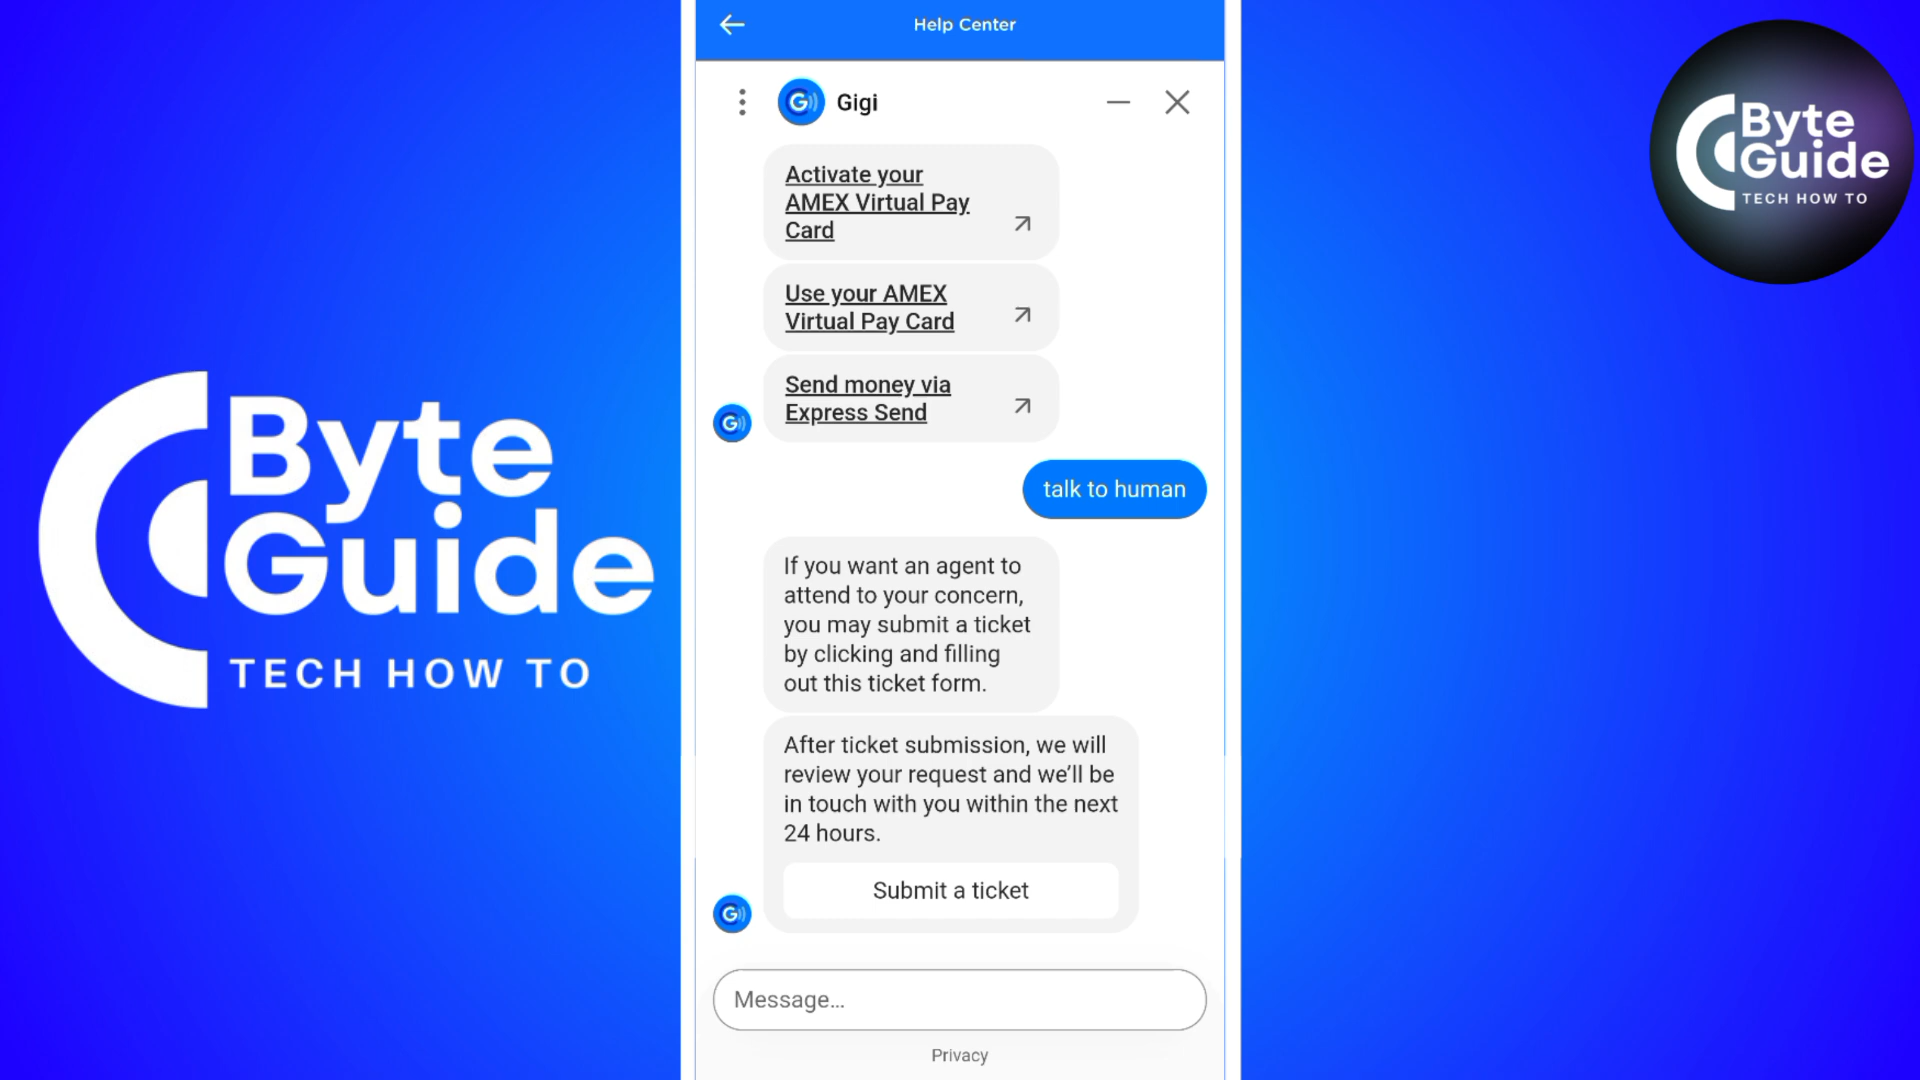 Help Center
Gigi
Activate your
AMEX Virtual Pay
Card
Use your AMEX
Virtual Pay Card
Send money via
Express Send
talk to human
If you want an agent to
attend to your concern,
you may submit a ticket
by clicking and filling
out this ticket form.
After ticket submission, we will
review your request and we’ll be
in touch with you within the next
24 hours.
Submit a ticket
Message...
Privacy
Byte
Guide
TECH HOW TO
Byte
Guide
TECH HOW TO